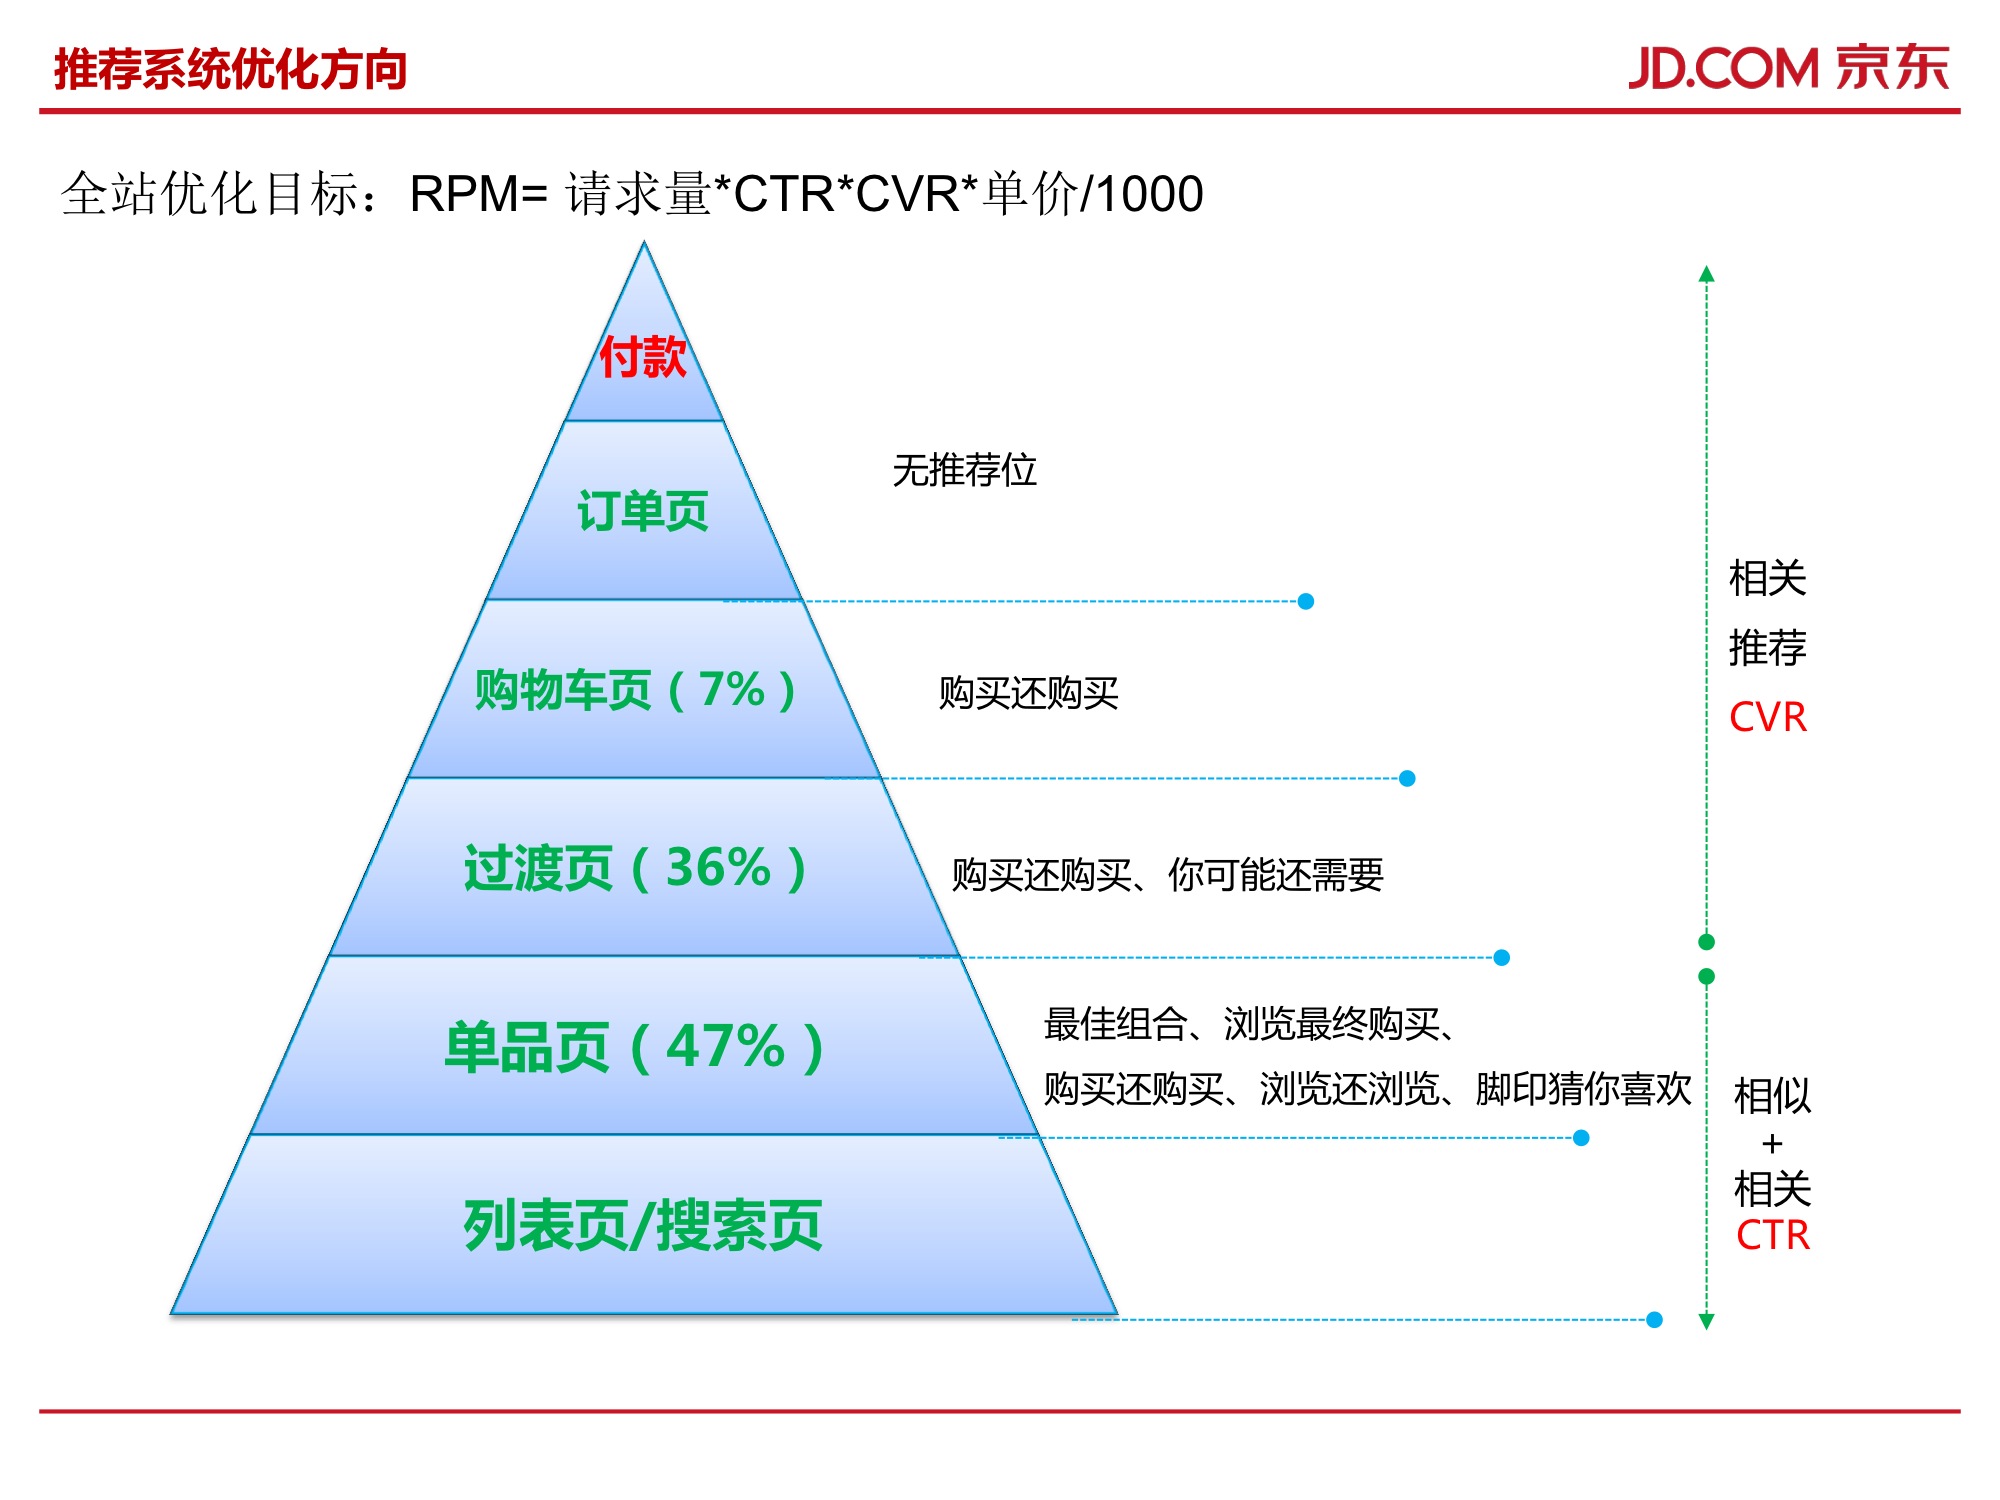 推荐系统优化方向
JD.COM 京东
全站优化目标：RPM= 请求量*CTR*CVR*单价/1000
付款
订单页
无推荐位
购物车页（7%）
购买还购买
过渡页（36%）
购买还购买、你可能还需要
单品页（47%）
最佳组合、浏览最终购买、
购买还购买、浏览还浏览、脚印猜你喜欢
列表页/搜索页
相关
推荐
CVR
相似
+
相关
CTR